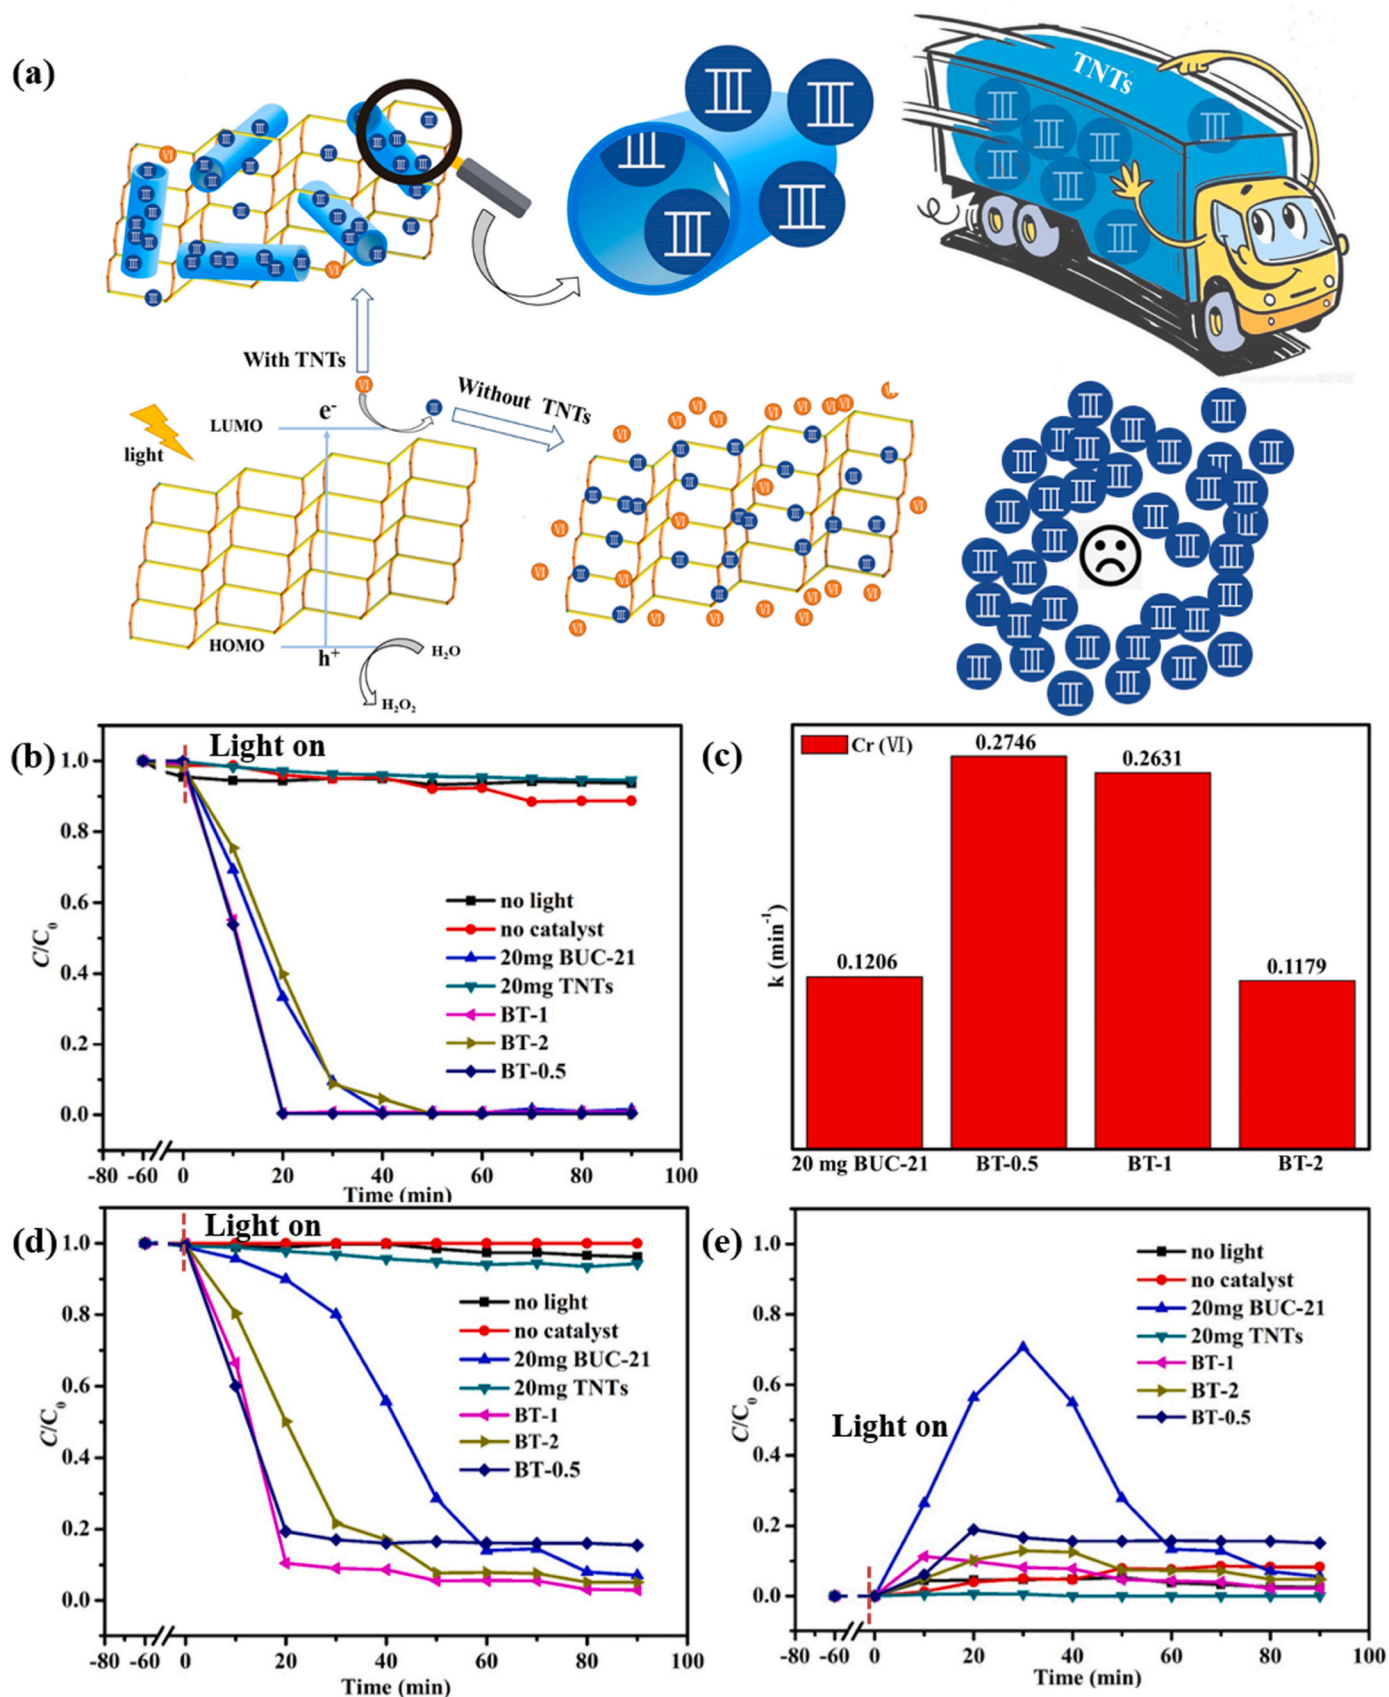 (a)
TNTs
With TNTs
Without TNTs
light
LUMO
e-
HOMO
h+
H2O
H2O2
Ⅵ
Ⅲ
(b)
Light on
C/C0
1.0
0.8
0.6
0.4
0.2
0.0
no light
no catalyst
20mg BUC-21
20mg TNTs
BT-1
BT-2
BT-0.5
-80 -60 0 20 40 60 80 100
Time (min)
(c)
Cr (Ⅵ)
k (min-1)
0.1206
0.2746
0.2631
0.1179
20 mg BUC-21 BT-0.5 BT-1 BT-2
(d)
Light on
C/C0
1.0
0.8
0.6
0.4
0.2
0.0
no light
no catalyst
20mg BUC-21
20mg TNTs
BT-1
BT-2
BT-0.5
-80 -60 0 20 40 60 80 100
Time (min)
(e)
Light on
C/C0
1.0
0.8
0.6
0.4
0.2
0.0
no light
no catalyst
20mg BUC-21
20mg TNTs
BT-1
BT-2
BT-0.5
-80 -60 0 20 40 60 80 100
Time (min)